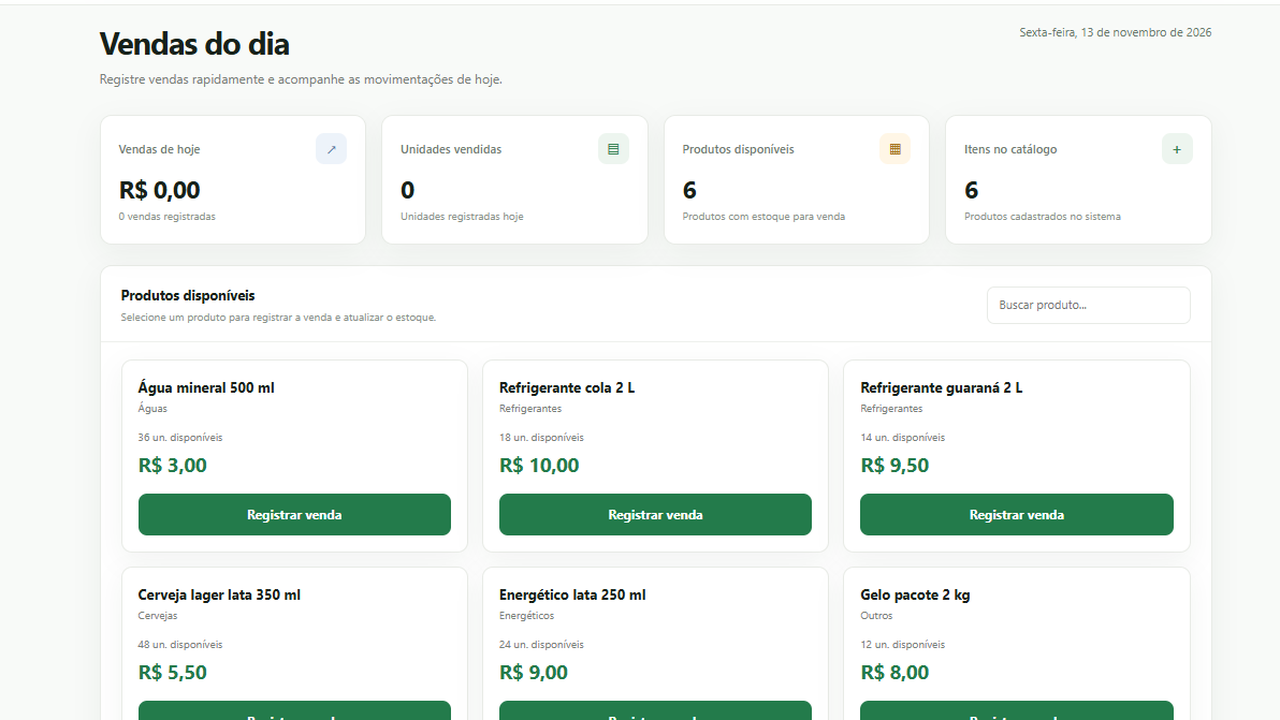 Vendas do dia
Sexta-feira, 13 de novembro de 2026
Registre vendas rapidamente e acompanhe as movimentações de hoje.
Vendas de hoje
R$ 0,00
0 vendas registradas
Unidades vendidas
0
Unidades registradas hoje
Produtos disponíveis
6
Produtos com estoque para venda
Itens no catálogo
+
6
Produtos cadastrados no sistema
Produtos disponíveis
Selecione um produto para registrar a venda e atualizar o estoque.
Buscar produto...
Água mineral 500 ml
Águas
36 un. disponíveis
R$ 3,00
Registrar venda
Refrigerante cola 2 L
Refrigerantes
18 un. disponíveis
R$ 10,00
Registrar venda
Refrigerante guaraná 2 L
Refrigerantes
14 un. disponíveis
R$ 9,50
Registrar venda
Cerveja lager lata 350 ml
Cervejas
48 un. disponíveis
R$ 5,50
Energético lata 250 ml
Energéticos
24 un. disponíveis
R$ 9,00
Gelo pacote 2 kg
Outros
12 un. disponíveis
R$ 8,00